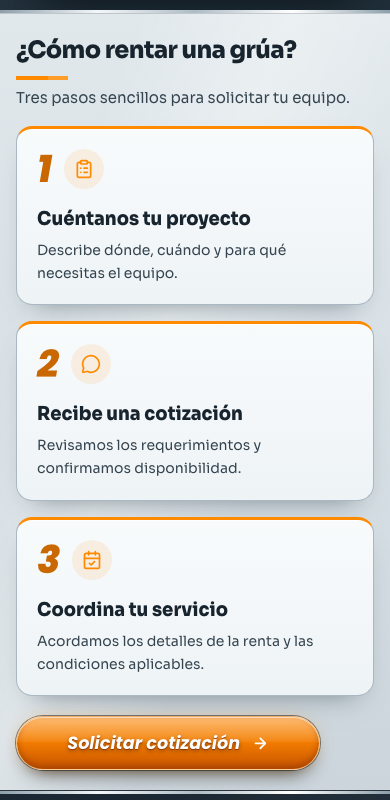 ¿Cómo rentar una grúa?
Tres pasos sencillos para solicitar tu equipo.
1
Cuéntanos tu proyecto
Describe dónde, cuándo y para qué
necesitas el equipo.
2
Recibe una cotización
Revisamos los requerimientos y
confirmamos disponibilidad.
3
Coordina tu servicio
Acordamos los detalles de la renta y las
condiciones aplicables.
Solicitar cotización →